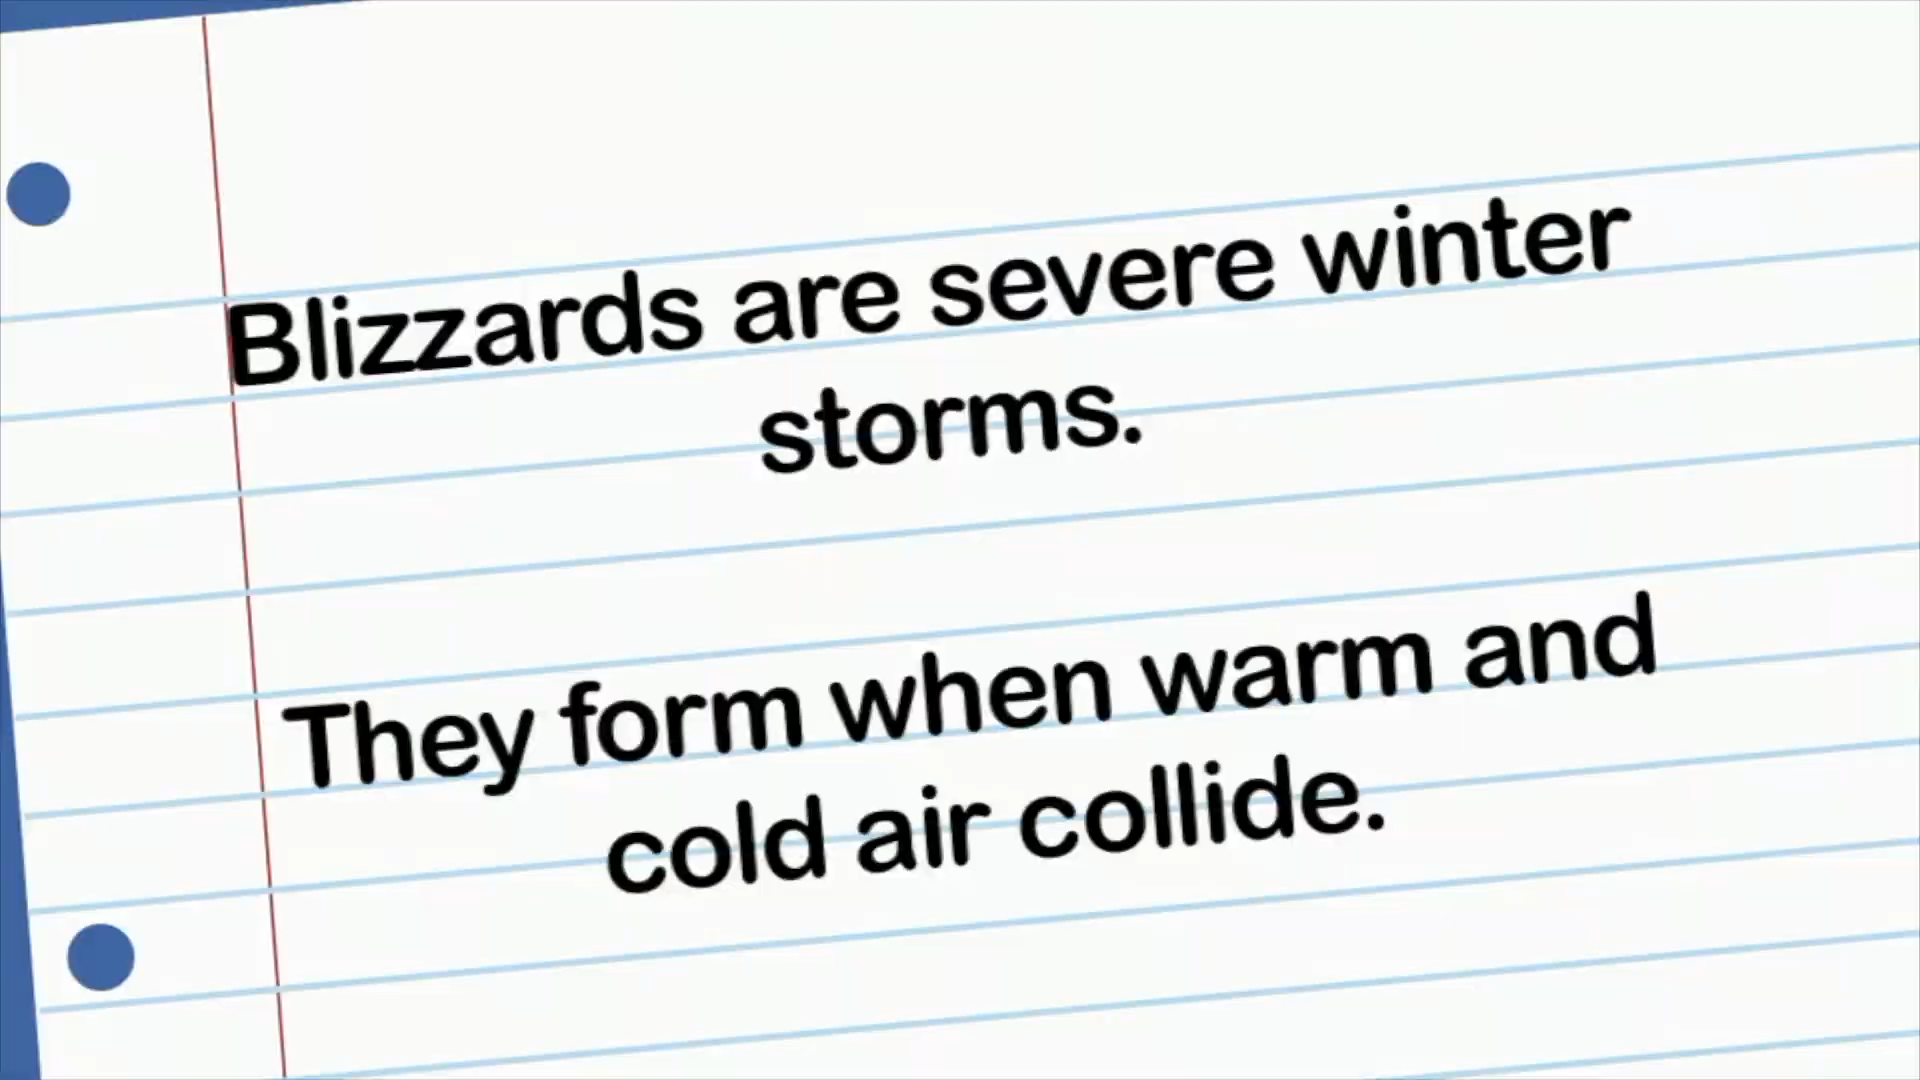 Blizzards are severe winter
storms.
They form when warm and
cold air collide.